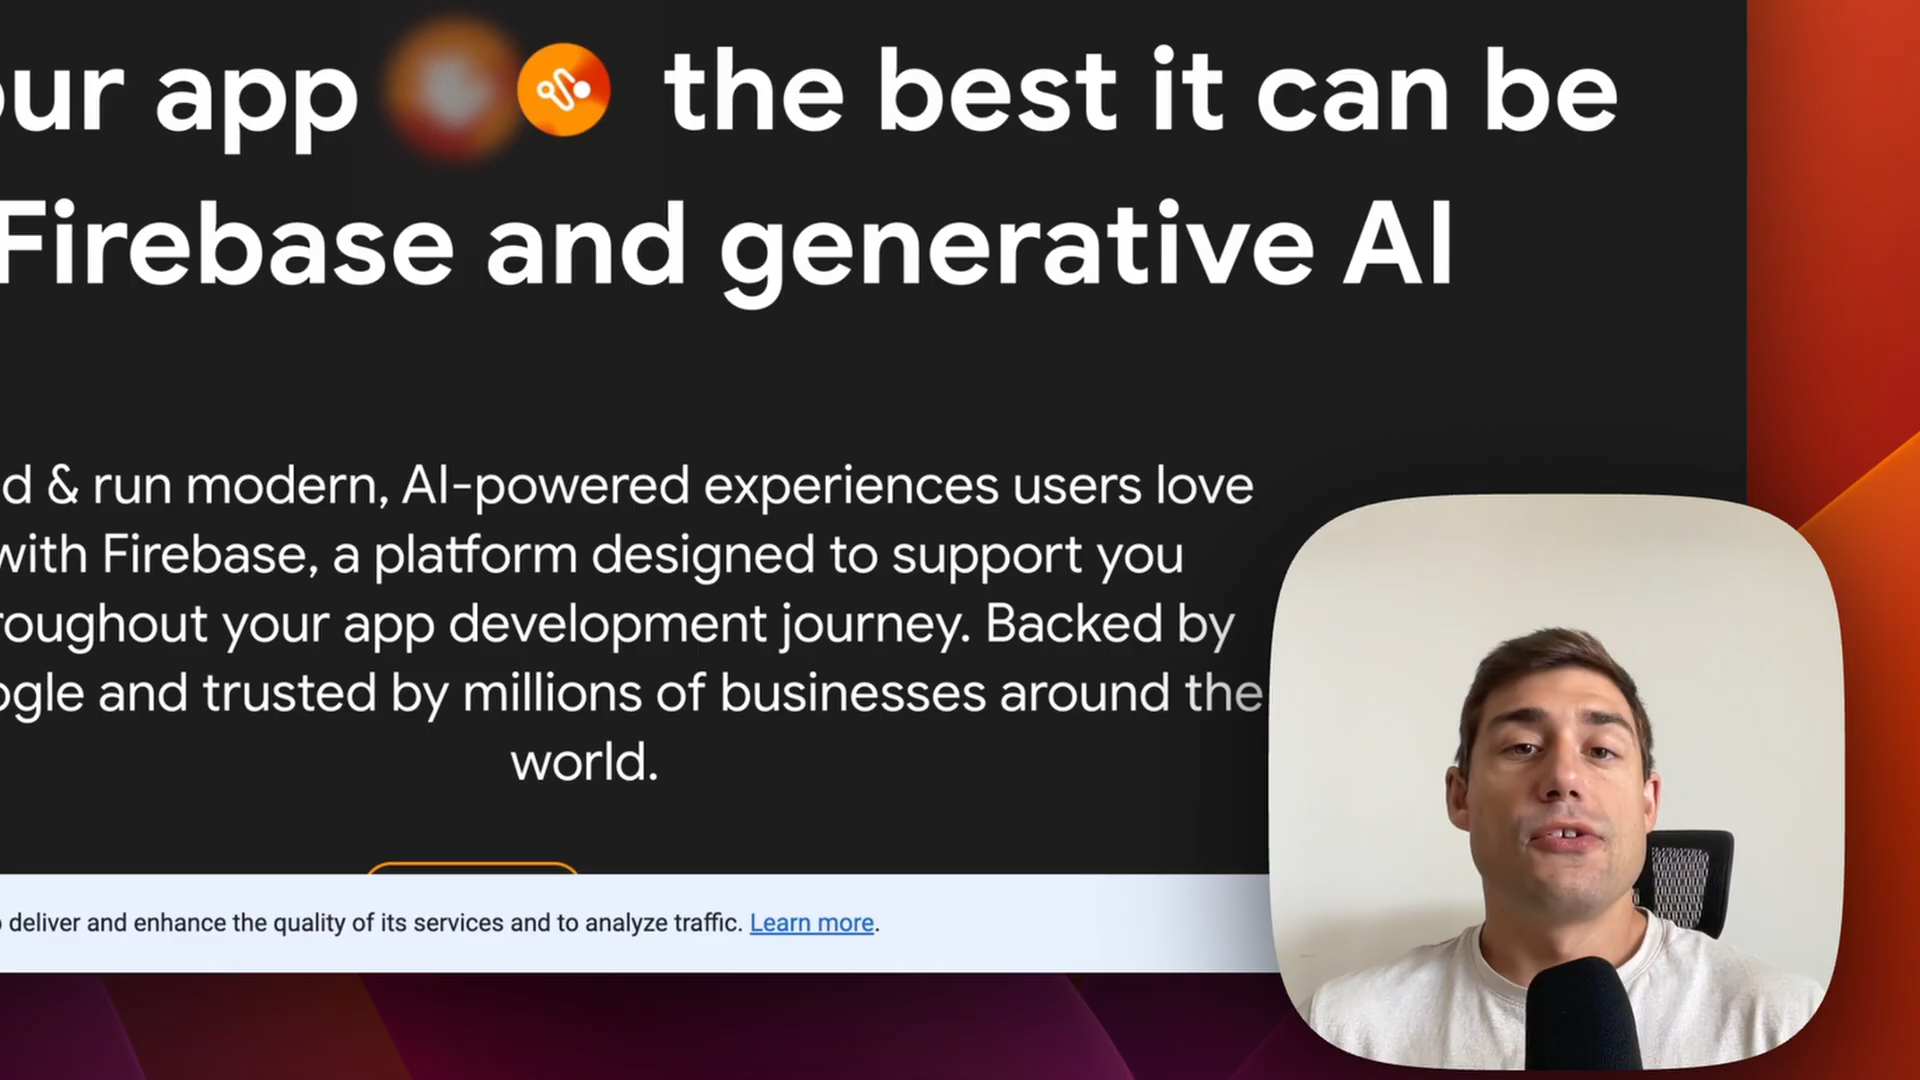 our app the best it can be
Firebase and generative AI
d & run modern, AI-powered experiences users love
with Firebase, a platform designed to support you
roughout your app development journey. Backed by
ogle and trusted by millions of businesses around the
world.
deliver and enhance the quality of its services and to analyze traffic. Learn more.